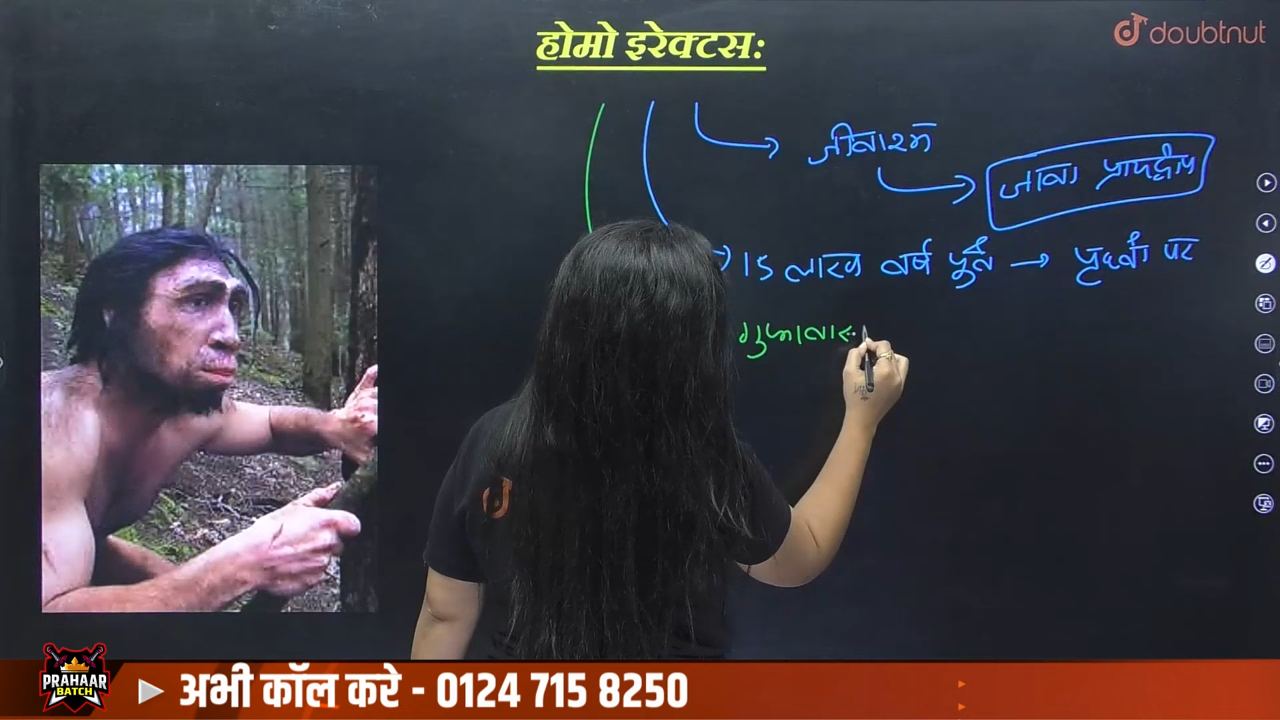 होमो इरेक्टस:
doubtnut
जीवाश्म
जावा प्रायद्वीप
15 लाख वर्ष पूर्व → पृथ्वी पर
गुफावास
PRAHAAR
BATCH
अभी कॉल करे - 0124 715 8250